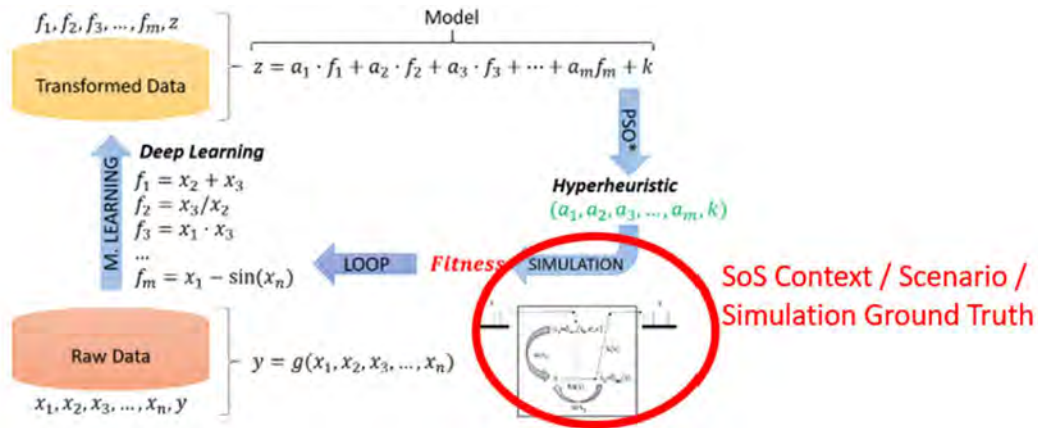 Model
f₁, f₂, f₃, ..., fₘ, z
Transformed Data
z = a₁ · f₁ + a₂ · f₂ + a₃ · f₃ + ⋯ + aₘfₘ + k
PSO*
M. LEARNING
Deep Learning
f₁ = x₂ + x₃
f₂ = x₃/x₂
f₃ = x₁ · x₃
...
fₘ = x₁ − sin(xₙ)
Hyperheuristic
(a₁, a₂, a₃, ..., aₘ, k)
LOOP
Fitness
SIMULATION
SoS Context / Scenario /
Simulation Ground Truth
Raw Data
y = g(x₁, x₂, x₃, ..., xₙ)
x₁, x₂, x₃, ..., xₙ, y